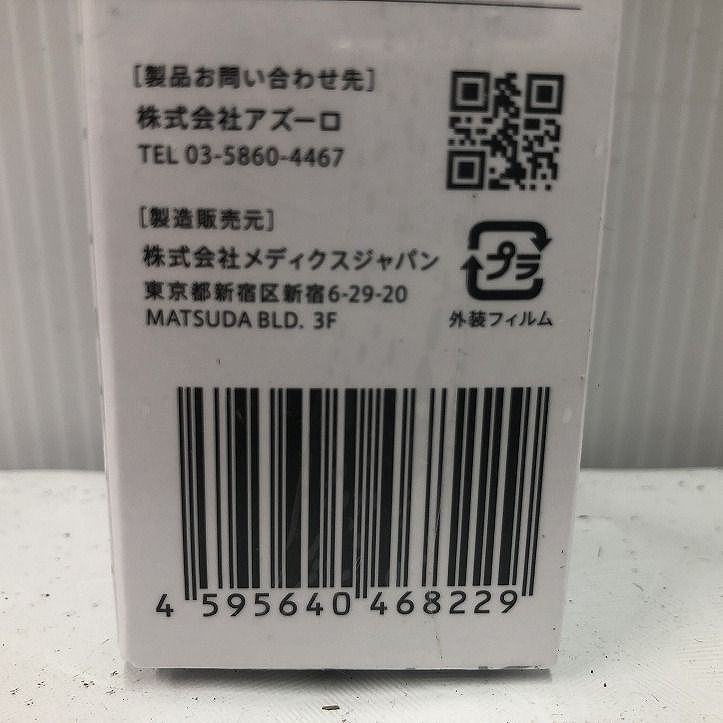 [製品お問い合わせ先]
株式会社アズーロ
TEL 03-5860-4467
[製造販売元]
株式会社メディクスジャパン
東京都新宿区新宿6-29-20
MATSUDA BLD. 3F
プラ
外装フィルム
4 595640 468229